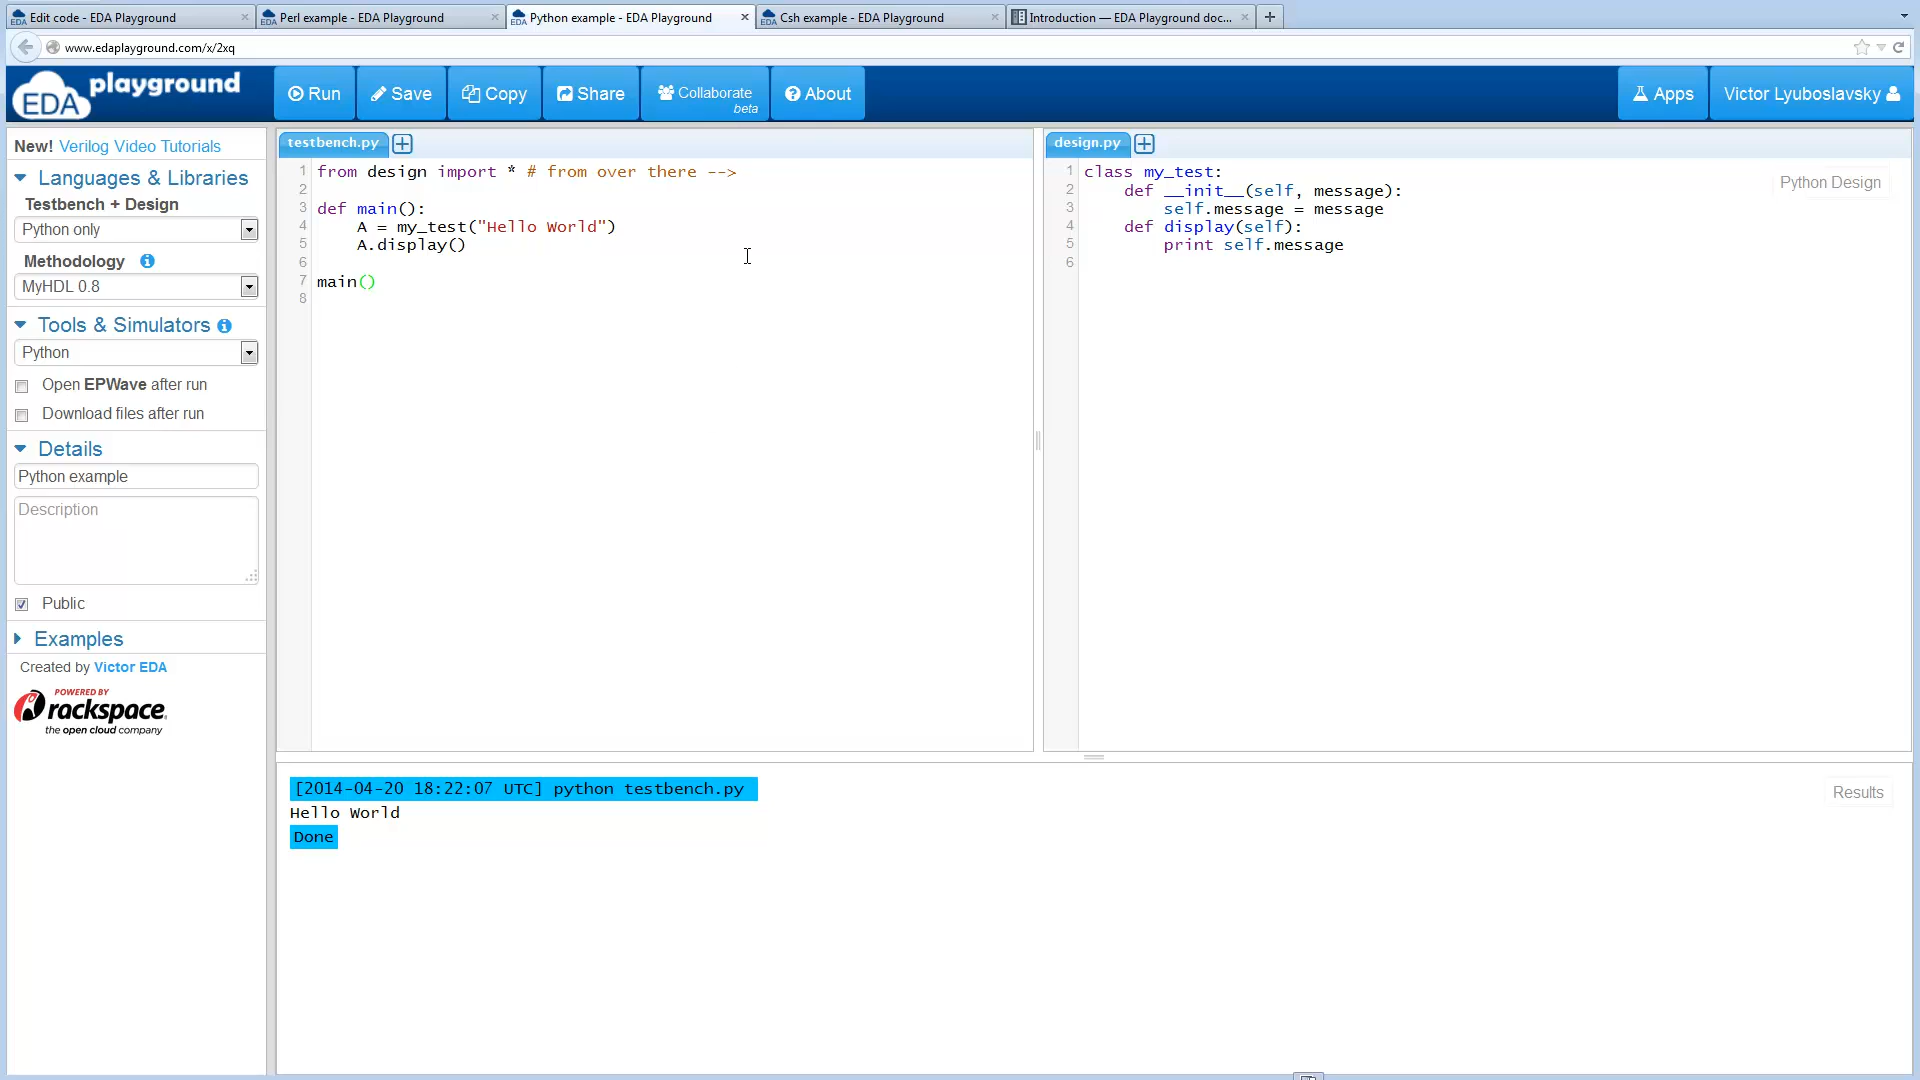 Edit code - EDA Playground
Perl example - EDA Playground
Python example - EDA Playground
Csh example - EDA Playground
Introduction — EDA Playground doc...
www.edaplayground.com/x/2xq
EDA playground
Run
Save
Copy
Share
Collaborate
beta
About
Apps
Victor Lyuboslavsky
New! Verilog Video Tutorials
Languages & Libraries
Testbench + Design
Python only
Methodology
MyHDL 0.8
Tools & Simulators
Python
Open EPWave after run
Download files after run
Details
Python example
Description
Public
Examples
Created by Victor EDA
POWERED BY
rackspace.
the open cloud company
testbench.py
1 from design import * # from over there -->
2
3 def main():
4     A = my_test("Hello World")
5     A.display()
6
7 main()
8
design.py
Python Design
1 class my_test:
2     def __init__(self, message):
3         self.message = message
4     def display(self):
5         print self.message
6
[2014-04-20 18:22:07 UTC] python testbench.py
Hello World
Done
Results